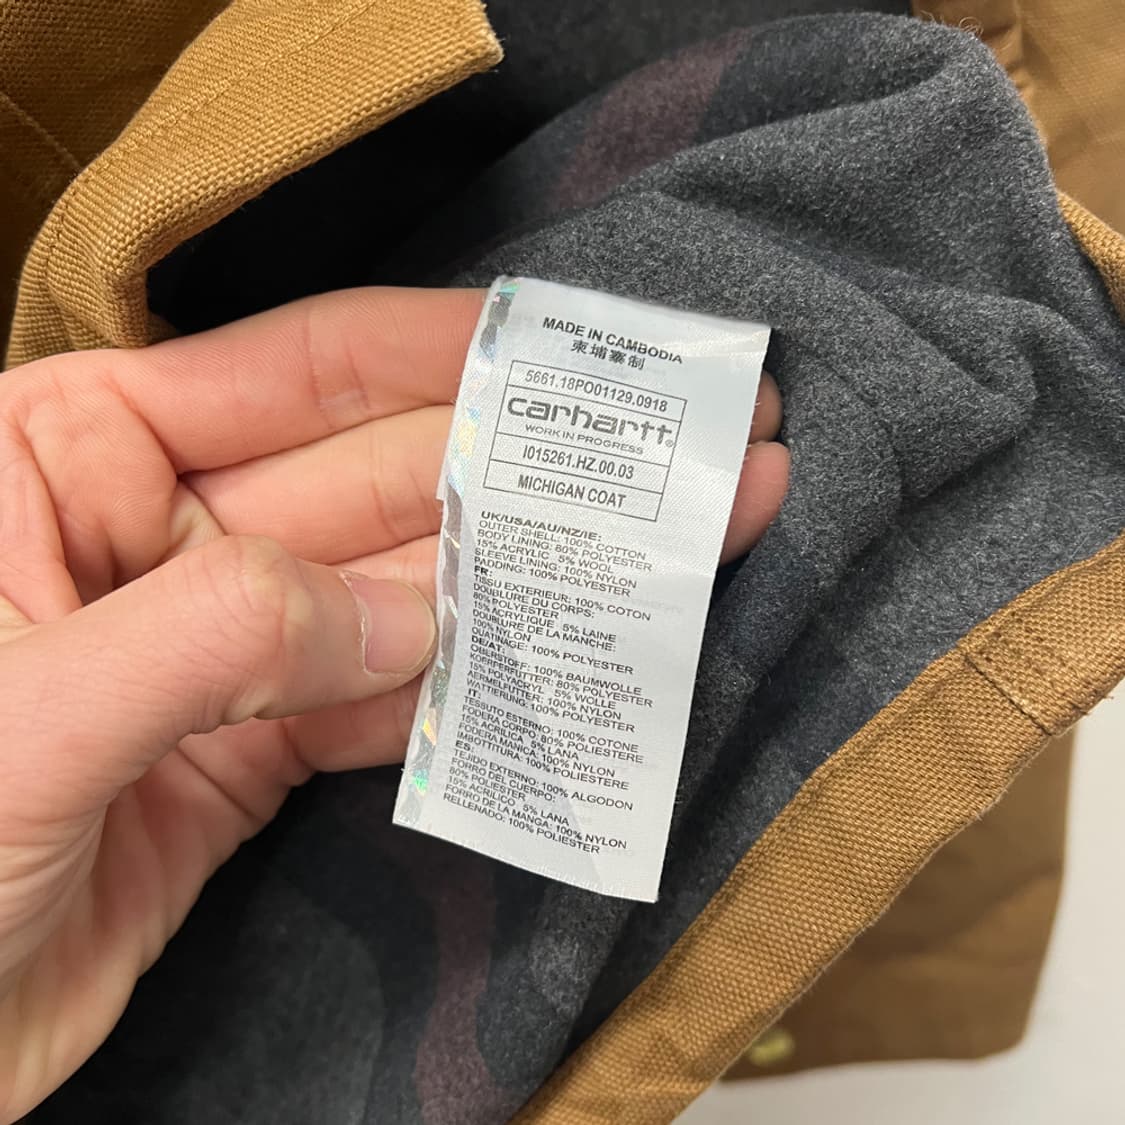 MADE IN CAMBODIA
柬埔寨制
5661.18PO01129.0918
carhartt®
WORK IN PROGRESS
I015261.HZ.00.03
MICHIGAN COAT
UK/USA/AU/NZ/IE:
OUTER SHELL: 100% COTTON
BODY LINING: 80% POLYESTER
15% ACRYLIC 5% WOOL
SLEEVE LINING: 100% NYLON
PADDING: 100% POLYESTER
FR:
TISSU EXTERIEUR: 100% COTON
DOUBLURE DU CORPS:
80% POLYESTER
15% ACRYLIQUE 5% LAINE
DOUBLURE DE LA MANCHE:
100% NYLON
OUATINAGE: 100% POLYESTER
DE/AT:
OBERSTOFF: 100% BAUMWOLLE
KOERPERFUTTER: 80% POLYESTER
15% POLYACRYL 5% WOLLE
AERMELFUTTER: 100% NYLON
WATTIERUNG: 100% POLYESTER
IT:
TESSUTO ESTERNO: 100% COTONE
FODERA CORPO: 80% POLIESTERE
15% ACRILICA 5% LANA
FODERA MANICA: 100% NYLON
IMBOTTITURA: 100% POLIESTERE
ES:
TEJIDO EXTERNO: 100% ALGODON
FORRO DEL CUERPO:
80% POLIESTER
15% ACRILICO 5% LANA
FORRO DE LA MANGA: 100% NYLON
RELLENADO: 100% POLIESTER